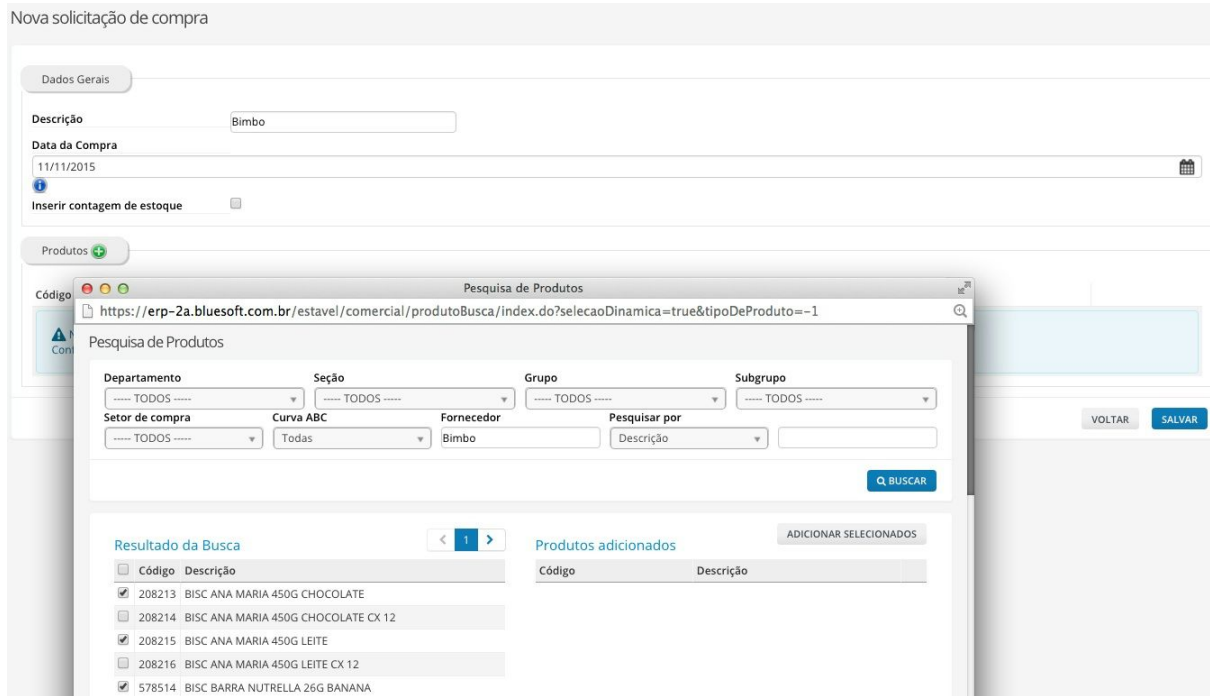 Nova solicitação de compra
Dados Gerais
Descrição Bimbo
Data da Compra
11/11/2015
Inserir contagem de estoque
Produtos
Código
Pesquisa de Produtos
https://erp-2a.bluesoft.com.br/estavel/comercial/produtoBusca/index.do?selecaoDinamica=true&tipoDeProduto=-1
Pesquisa de Produtos
Departamento Seção Grupo Subgrupo
----- TODOS ----- ----- TODOS ----- ----- TODOS ----- ----- TODOS -----
Setor de compra Curva ABC Fornecedor Pesquisar por
----- TODOS ----- Todas Bimbo Descrição
VOLTAR SALVAR
BUSCAR
Resultado da Busca 1 Produtos adicionados ADICIONAR SELECIONADOS
Código Descrição Código Descrição
208213 BISC ANA MARIA 450G CHOCOLATE
208214 BISC ANA MARIA 450G CHOCOLATE CX 12
208215 BISC ANA MARIA 450G LEITE
208216 BISC ANA MARIA 450G LEITE CX 12
578514 BISC BARRA NUTRELLA 26G BANANA